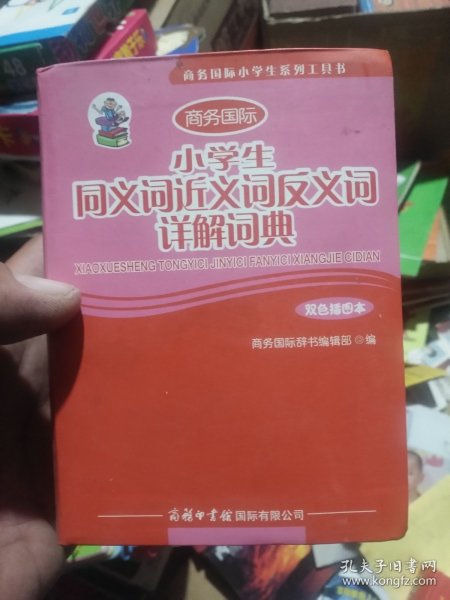 商务国际小学生系列工具书
商务国际
小学生
同义词近义词反义词
详解词典
XIAOXUESHENG TONGYICI JINYICI FANYICI XIANGJIE CIDIAN
双色插图本
商务国际辞书编辑部◎编
商务印书馆国际有限公司
48
孔夫子旧书网
www.kongfz.com